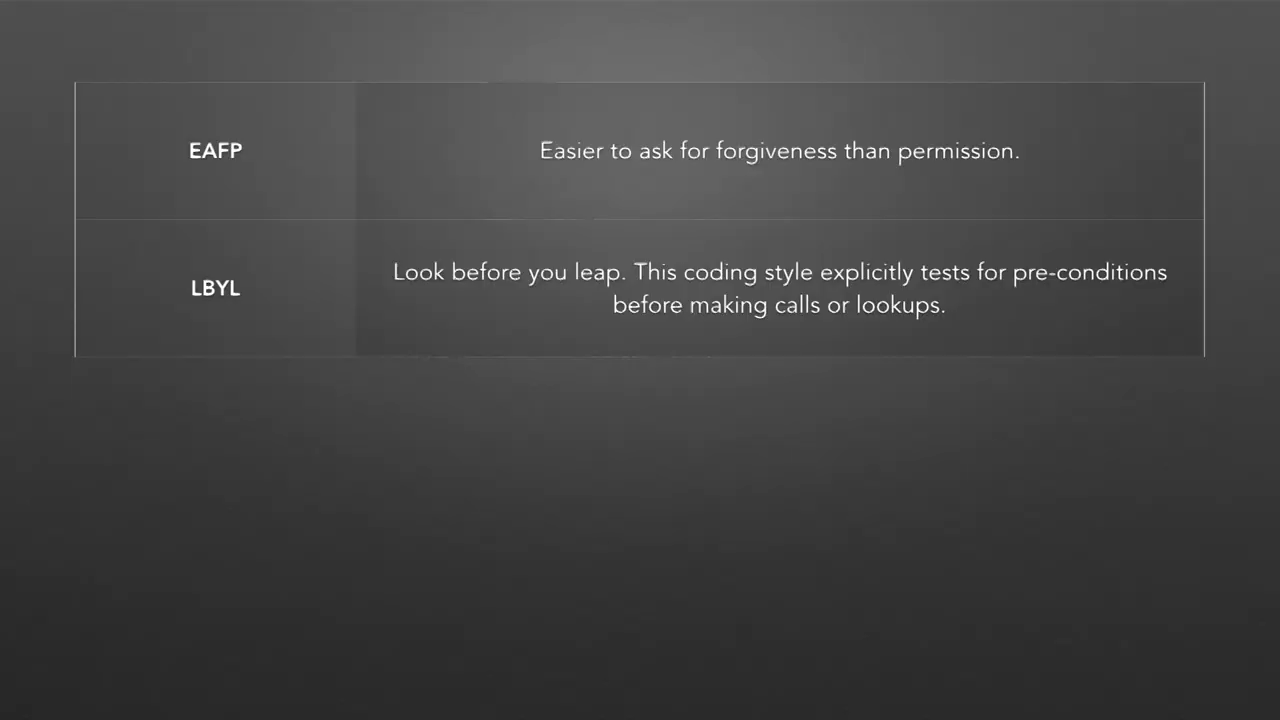 EAFP
Easier to ask for forgiveness than permission.
LBYL
Look before you leap. This coding style explicitly tests for pre-conditions
before making calls or lookups.